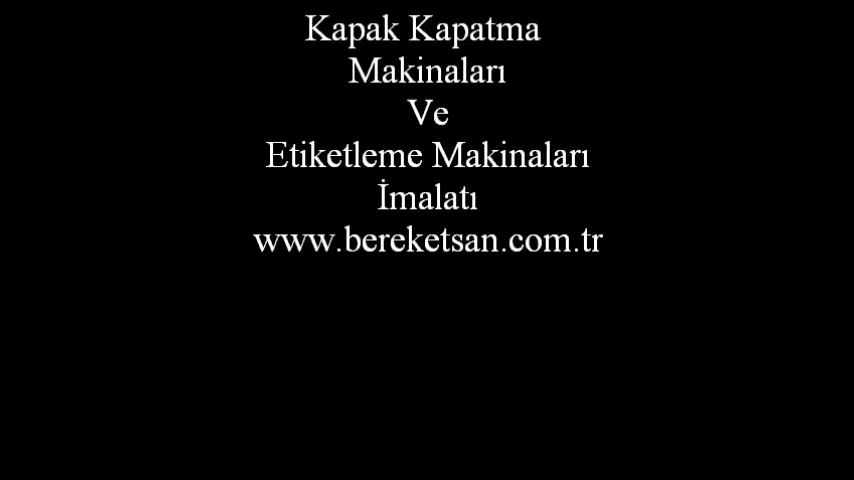 Kapak Kapatma
Makinaları
Ve
Etiketleme Makinaları
İmalatı
www.bereketsan.com.tr